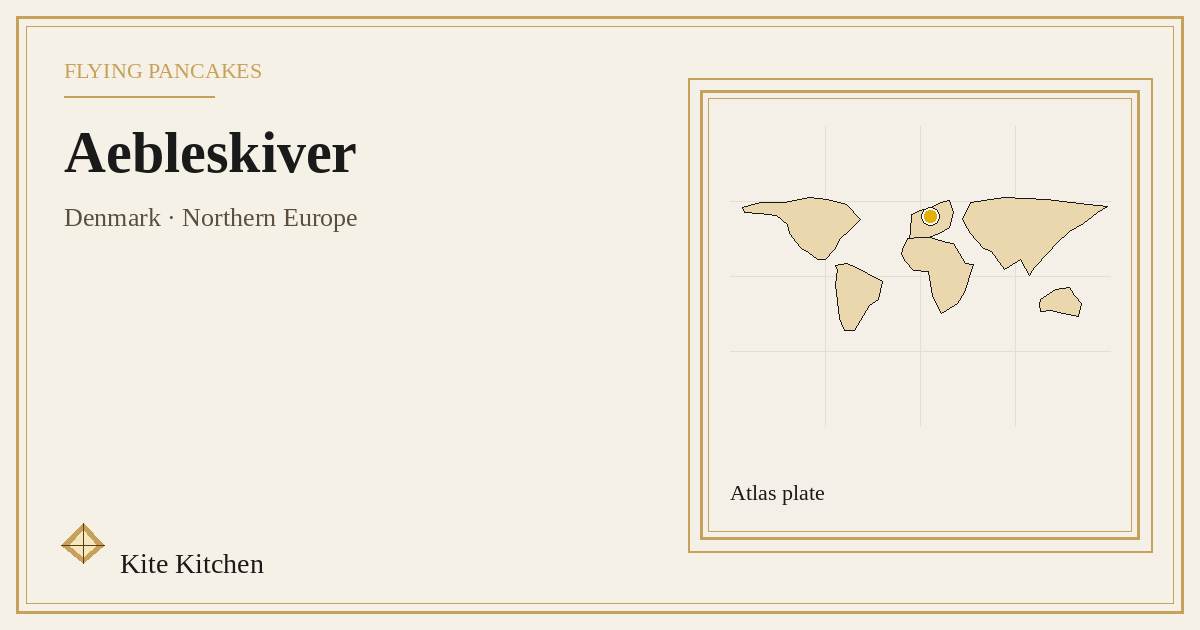 FLYING PANCAKES
Aebleskiver
Denmark · Northern Europe
Atlas plate
Kite Kitchen